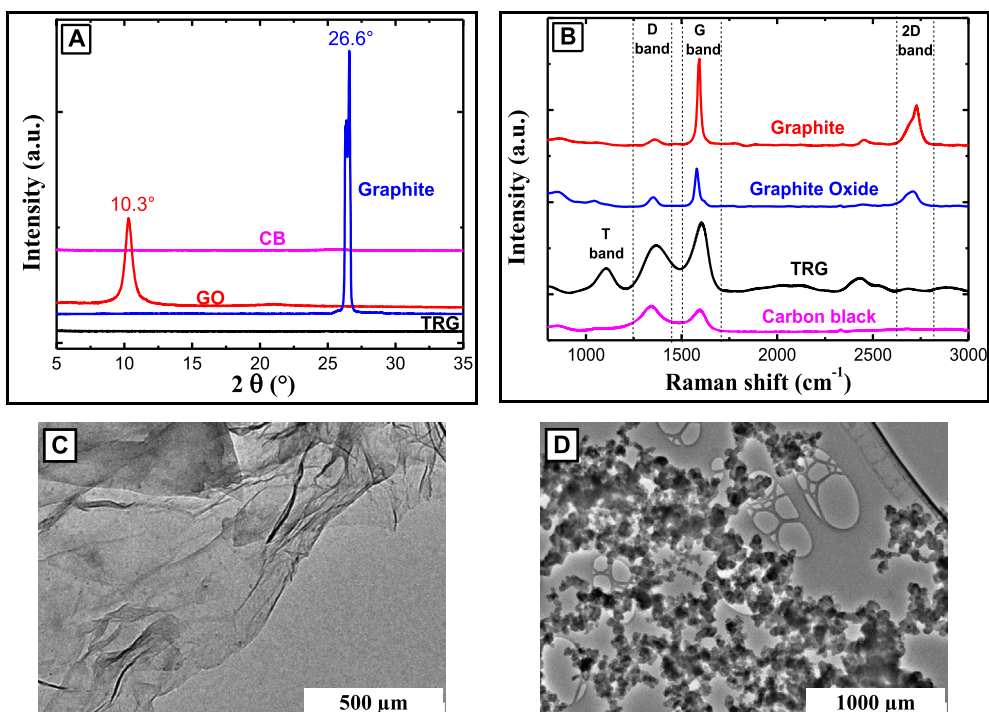 A
26.6°
Graphite
10.3°
CB
GO
TRG
Intensity (a.u.)
5 10 15 20 25 30 35
2 θ (°)
B
D band
G band
2D band
Graphite
Graphite Oxide
T band
TRG
Carbon black
Intensity (a.u.)
1000 1500 2000 2500 3000
Raman shift (cm⁻¹)
C
500 µm
D
1000 µm